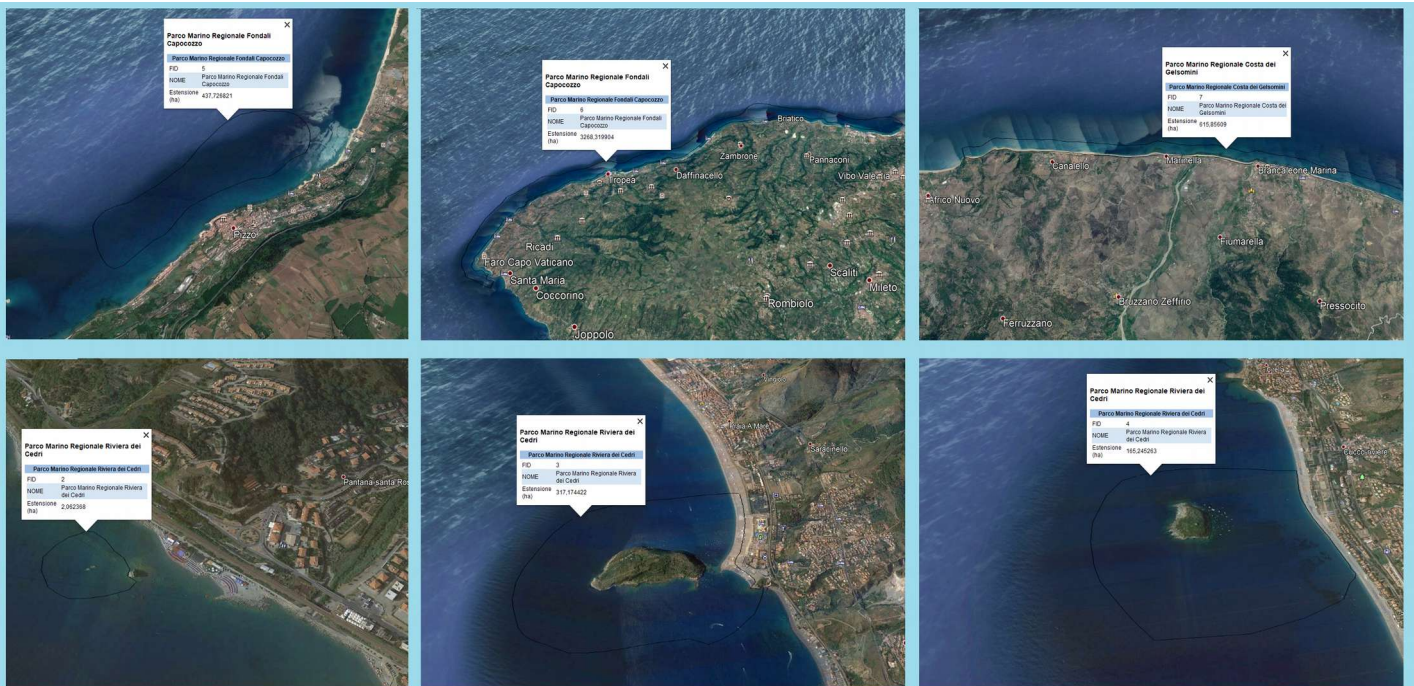 Parco Marino Regionale Fondali
Capocozzo
Parco Marino Regionale Fondali Capocozzo
FID 5
NOME Parco Marino Regionale Fondali
Capocozzo
Estensione
(ha) 437,726821
Pizzo
Parco Marino Regionale Fondali
Capocozzo
Parco Marino Regionale Fondali Capocozzo
FID 6
NOME Parco Marino Regionale Fondali
Capocozzo
Estensione
(ha) 3268,319904
Briatico
Zambrone
Pannaconi
Tropea
Daffinacello
Vibo Valentia
Ricadi
Faro Capo Vaticano
Santa Maria
Coccorino
Scaliti
Mileto
Rombiolo
Joppolo
Parco Marino Regionale Costa dei
Gelsomini
Parco Marino Regionale Costa dei Gelsomini
FID 7
NOME Parco Marino Regionale Costa dei
Gelsomini
Estensione
(ha) 615,85609
Canalello
Marinella
Brancaleone Marina
Africo Nuovo
Fiumarella
Bruzzano Zeffirio
Pressocito
Ferruzzano
Parco Marino Regionale Riviera dei
Cedri
Parco Marino Regionale Riviera dei Cedri
FID 2
NOME Parco Marino Regionale Riviera
dei Cedri
Estensione
(ha) 2,062368
Pantana-santa
Parco Marino Regionale Riviera dei
Cedri
Parco Marino Regionale Riviera dei Cedri
FID 3
NOME Parco Marino Regionale Riviera
dei Cedri
Estensione
(ha) 317,174422
Praia A Mare
Saracinello
Parco Marino Regionale Riviera dei
Cedri
Parco Marino Regionale Riviera dei Cedri
FID 4
NOME Parco Marino Regionale Riviera
dei Cedri
Estensione
(ha) 165,245263